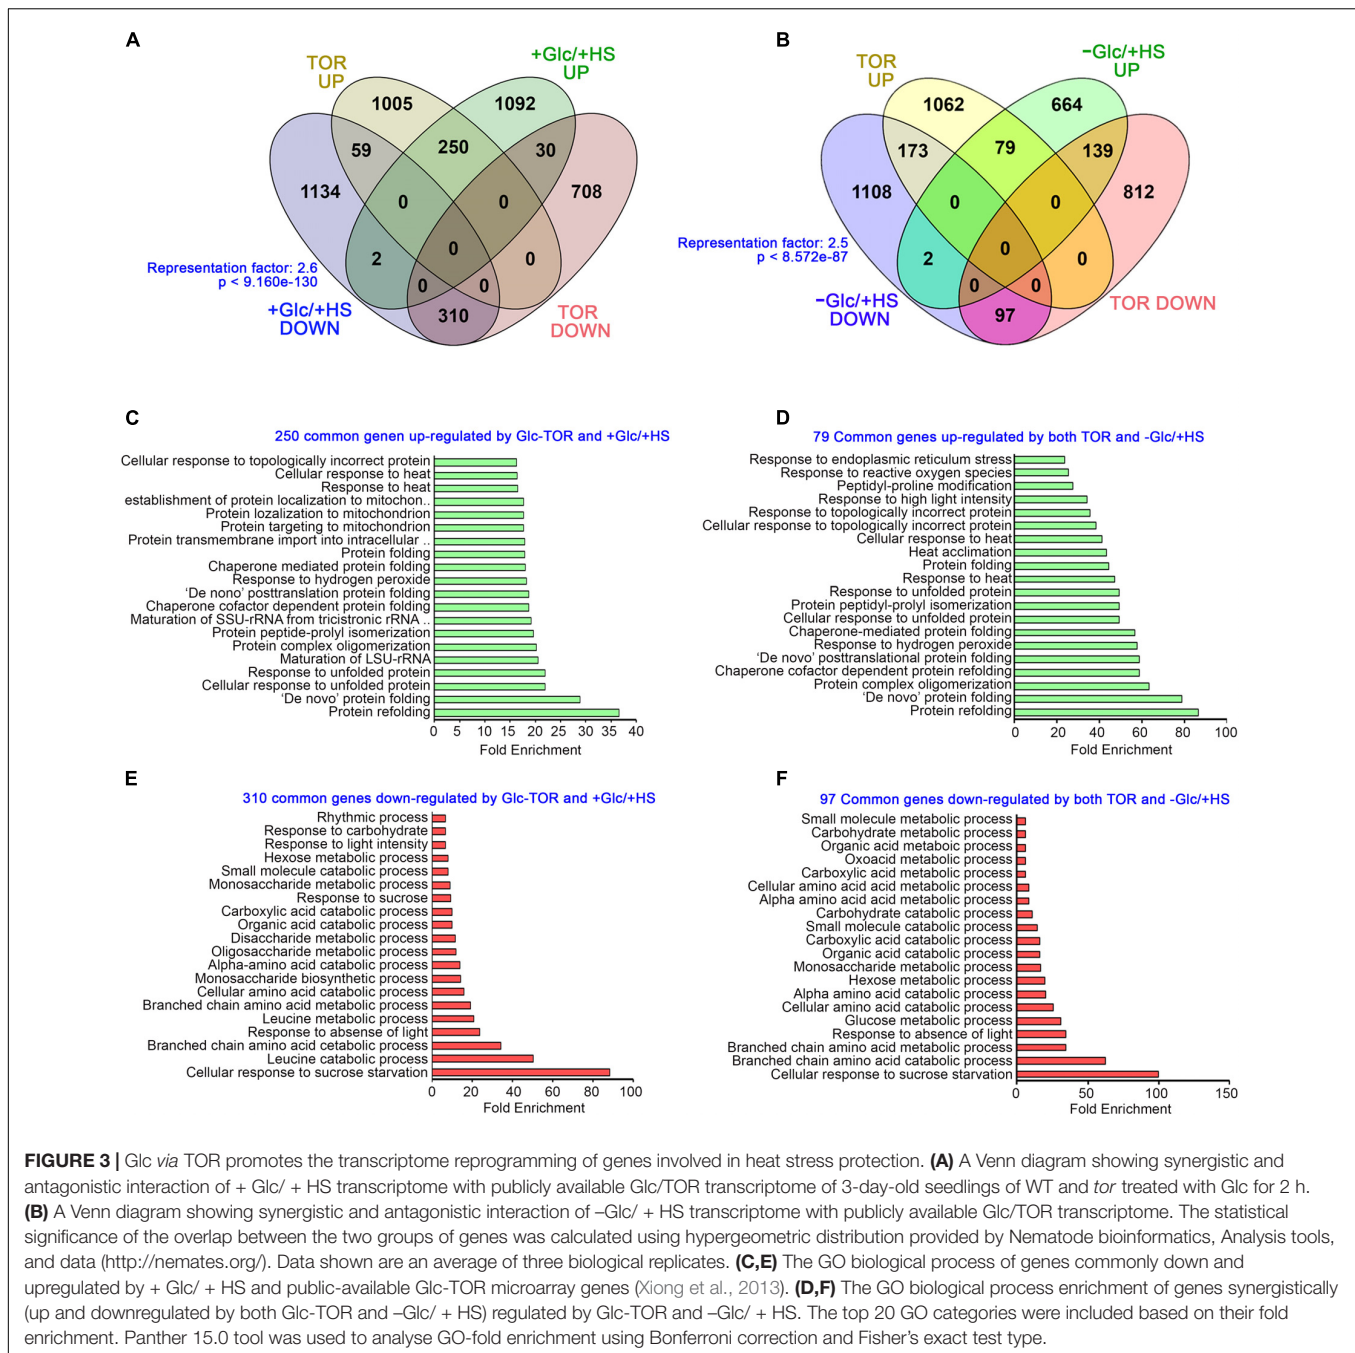 A
TOR
UP
+Glc/+HS
UP
1005
1092
59
250
30
1134
708
0
0
0
2
0
0
0
310
Representation factor: 2.6
p < 9.160e-130
+Glc/+HS
DOWN
TOR
DOWN
B
TOR
UP
−Glc/+HS
UP
1062
664
173
79
139
1108
812
0
0
0
2
0
0
0
97
Representation factor: 2.5
p < 8.572e-87
−Glc/+HS
DOWN
TOR DOWN
C
250 common genen up-regulated by Glc-TOR and +Glc/+HS
Cellular response to topologically incorrect protein
Cellular response to heat
Response to heat
establishment of protein localization to mitochon..
Protein lozalization to mitochondrion
Protein targeting to mitochondrion
Protein transmembrane import into intracellular ..
Protein folding
Chaperone mediated protein folding
Response to hydrogen peroxide
‘De nono’ posttranslation protein folding
Chaperone cofactor dependent protein folding
Maturation of SSU-rRNA from tricistronic rRNA ..
Protein peptide-prolyl isomerization
Protein complex oligomerization
Maturation of LSU-rRNA
Response to unfolded protein
Cellular response to unfolded protein
‘De novo’ protein folding
Protein refolding
0 5 10 15 20 25 30 35 40
Fold Enrichment
D
79 Common genes up-regulated by both TOR and -Glc/+HS
Response to endoplasmic reticulum stress
Response to reactive oxygen species
Peptidyl-proline modification
Response to high light intensity
Response to topologically incorrect protein
Cellular response to topologically incorrect protein
Cellular response to heat
Heat acclimation
Protein folding
Response to heat
Response to unfolded protein
Protein peptidyl-prolyl isomerization
Cellular response to unfolded protein
Chaperone-mediated protein folding
Response to hydrogen peroxide
‘De novo’ posttranslational protein folding
Chaperone cofactor dependent protein refolding
Protein complex oligomerization
‘De novo’ protein folding
Protein refolding
0 20 40 60 80 100
Fold Enrichment
E
310 common genes down-regulated by Glc-TOR and +Glc/+HS
Rhythmic process
Response to carbohydrate
Response to light intensity
Hexose metabolic process
Small molecule catabolic process
Monosaccharide metabolic process
Response to sucrose
Carboxylic acid catabolic process
Organic acid catabolic process
Disaccharide metabolic process
Oligosaccharide metabolic process
Alpha-amino acid catabolic process
Monosaccharide biosynthetic process
Cellular amino acid catabolic process
Branched chain amino acid metabolic process
Leucine metabolic process
Response to absense of light
Branched chain amino acid cetabolic process
Leucine catabolic process
Cellular response to sucrose starvation
0 20 40 60 80 100
Fold Enrichment
F
97 Common genes down-regulated by both TOR and -Glc/+HS
Small molecule metabolic process
Carbohydrate metabolic process
Organic acid metaboic process
Oxoacid metabolic process
Carboxylic acid metabolic process
Cellular amino acid acid metabolic process
Alpha amino acid acid metabolic process
Carbohydrate catabolic process
Small molecule catabolic process
Carboxylic acid catabolic process
Organic acid catabolic process
Monosaccharide metabolic process
Hexose metabolic process
Alpha amino acid catabolic process
Cellular amino acid catabolic process
Glucose metabolic process
Response to absence of light
Branched chain amino acid metabolic process
Branched chain amino acid catabolic process
Cellular response to sucrose starvation
0 50 100 150
Fold Enrichment
FIGURE 3 | Glc via TOR promotes the transcriptome reprogramming of genes involved in heat stress protection. (A) A Venn diagram showing synergistic and
antagonistic interaction of + Glc/ + HS transcriptome with publicly available Glc/TOR transcriptome of 3-day-old seedlings of WT and tor treated with Glc for 2 h.
(B) A Venn diagram showing synergistic and antagonistic interaction of –Glc/ + HS transcriptome with publicly available Glc/TOR transcriptome. The statistical
significance of the overlap between the two groups of genes was calculated using hypergeometric distribution provided by Nematode bioinformatics, Analysis tools,
and data (http://nemates.org/). Data shown are an average of three biological replicates. (C,E) The GO biological process of genes commonly down and
upregulated by + Glc/ + HS and public-available Glc-TOR microarray genes (Xiong et al., 2013). (D,F) The GO biological process enrichment of genes synergistically
(up and downregulated by both Glc-TOR and –Glc/ + HS) regulated by Glc-TOR and –Glc/ + HS. The top 20 GO categories were included based on their fold
enrichment. Panther 15.0 tool was used to analyse GO-fold enrichment using Bonferroni correction and Fisher’s exact test type.